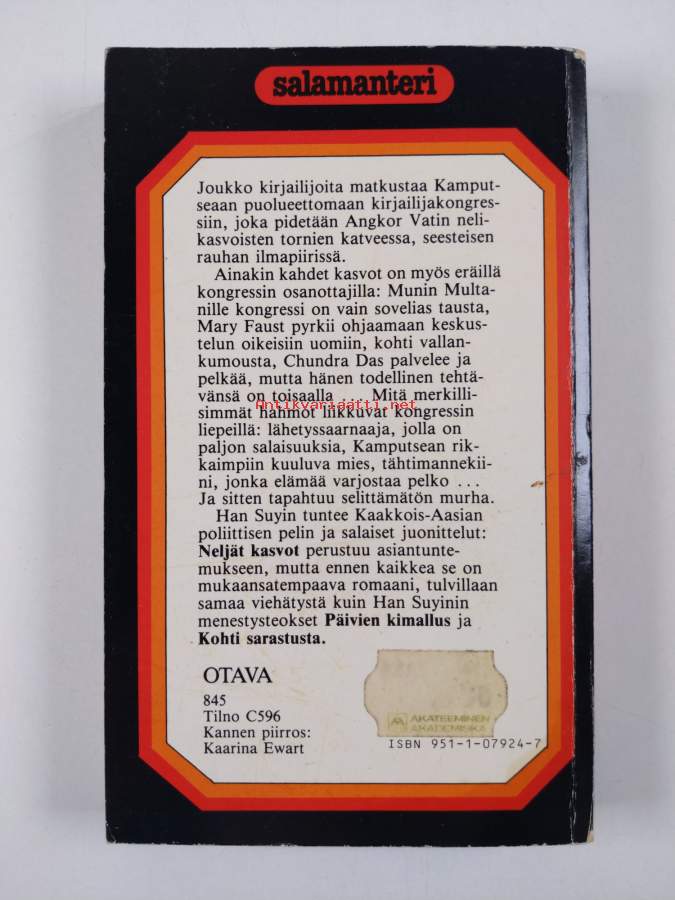 salamanteri
Joukko kirjailijoita matkustaa Kamput-
seaan puolueettomaan kirjailijakongres-
siin, joka pidetään Angkor Vatin neli-
kasvoisten tornien katveessa, seesteisen
rauhan ilmapiirissä.
Ainakin kahdet kasvot on myös eräillä
kongressin osanottajilla: Munin Multa-
nille kongressi on vain sovelias tausta,
Mary Faust pyrkii ohjaamaan keskus-
telun oikeisiin uomiin, kohti vallan-
kumousta, Chundra Das palvelee ja
pelkää, mutta hänen todellinen tehtä-
vänsä on toisaalla ... Mitä merkilli-
Antikvariaatti.net
simmät hahmot liikkuvat kongressin
liepeillä: lähetyssaarnaaja, jolla on
paljon salaisuuksia, Kamputsean rik-
kaimpiin kuuluva mies, tähtimannekii-
ni, jonka elämää varjostaa pelko ...
Ja sitten tapahtuu selittämätön murha.
Han Suyin tuntee Kaakkois-Aasian
poliittisen pelin ja salaiset juonittelut:
Neljät kasvot perustuu asiantunte-
mukseen, mutta ennen kaikkea se on
mukaansatempaava romaani, tulvillaan
samaa viehätystä kuin Han Suyinin
menestysteokset Päivien kimallus ja
Kohti sarastusta.
OTAVA
845
Tilno C596
Kannen piirros:
Kaarina Ewart
AKATEEMINEN
AKADEMISKA
ISBN 951-1-07924-7